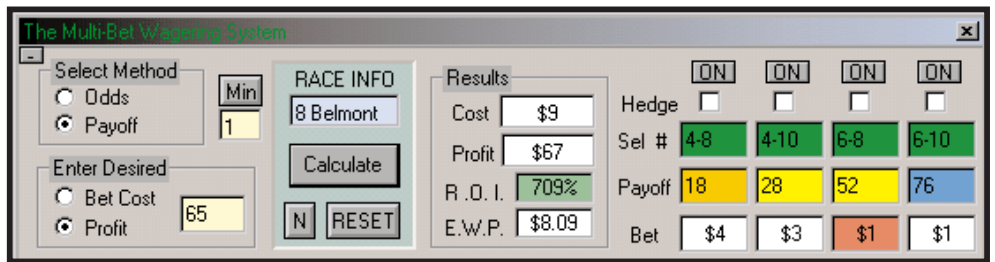 The Multi-Bet Wagering System
x
-
Select Method
Odds
Payoff
Min
1
Enter Desired
Bet Cost
Profit
65
RACE INFO
8 Belmont
Calculate
N RESET
Results
Cost $9
Profit $67
R.O.I. 709%
E.W.P. $8.09
ON ON ON ON
Hedge
Sel # 4-8 4-10 6-8 6-10
Payoff 18 28 52 76
Bet $4 $3 $1 $1